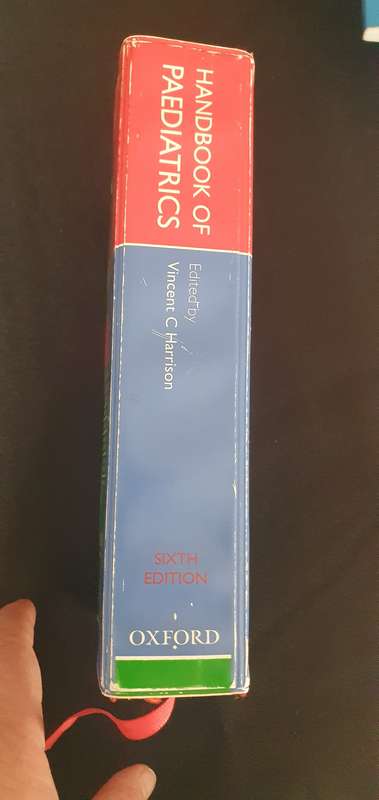 HANDBOOK OF
PAEDIATRICS
Edited by
Vincent C Harrison
SIXTH
EDITION
OXFORD